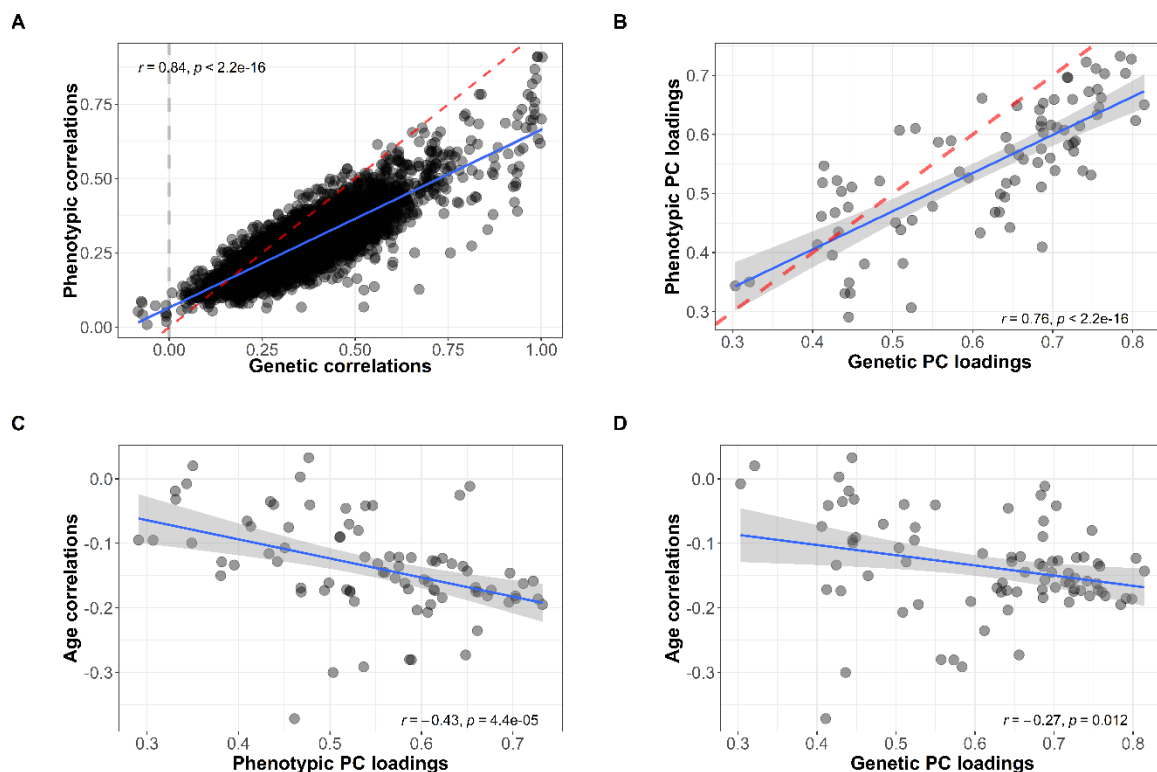 A
r = 0.84, p < 2.2e-16
0.75
0.50
0.25
0.00
Phenotypic correlations
0.00 0.25 0.50 0.75 1.00
Genetic correlations
B
0.7
0.6
0.5
0.4
0.3
Phenotypic PC loadings
r = 0.76, p < 2.2e-16
0.3 0.4 0.5 0.6 0.7 0.8
Genetic PC loadings
C
0.0
-0.1
-0.2
-0.3
Age correlations
r = −0.43, p = 4.4e-05
0.3 0.4 0.5 0.6 0.7
Phenotypic PC loadings
D
0.0
-0.1
-0.2
-0.3
Age correlations
r = −0.27, p = 0.012
0.3 0.4 0.5 0.6 0.7 0.8
Genetic PC loadings